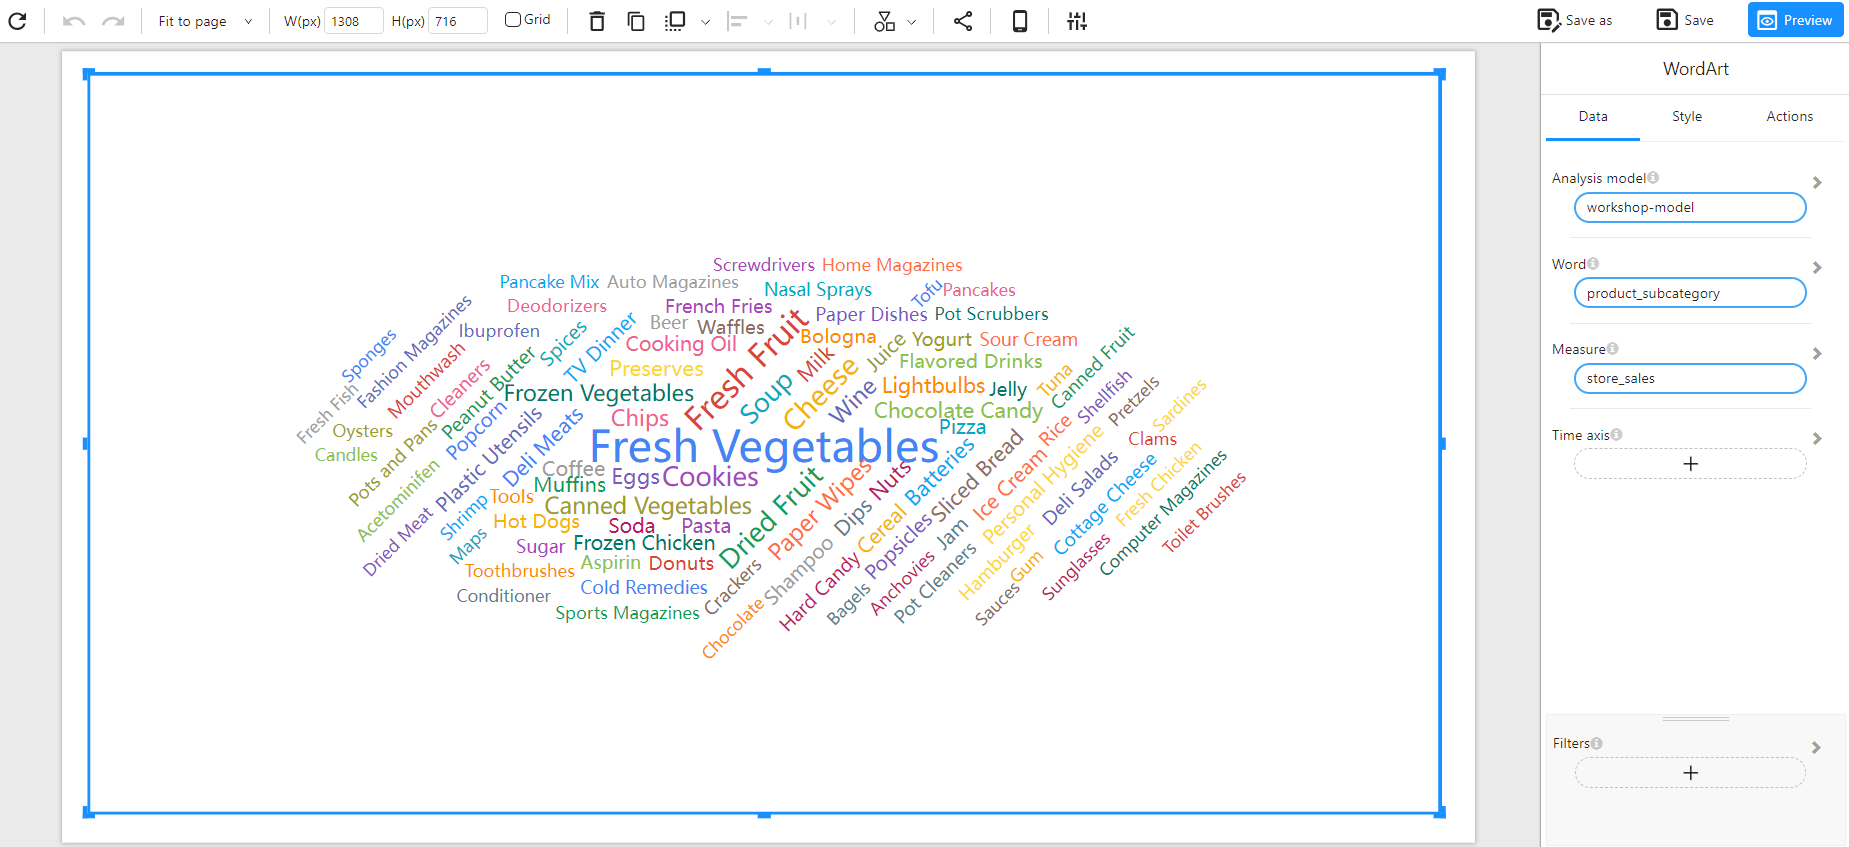 Fit to page
W(px) 1308
H(px) 716
Grid
Save as
Save
Preview
WordArt
Data
Style
Actions
Analysis model
workshop-model
Word
product_subcategory
Measure
store_sales
Time axis
+
Filters
+
Screwdrivers
Home Magazines
Pancake Mix
Auto Magazines
Nasal Sprays
Tofu
Pancakes
Deodorizers
French Fries
Paper Dishes
Pot Scrubbers
Fashion Magazines
Ibuprofen
Beer
Waffles
Bologna
Juice
Yogurt
Sour Cream
Sponges
Mouthwash
Spices
TV Dinner
Cooking Oil
Fresh Fruit
Milk
Flavored Drinks
Canned Fruit
Cleaners
Peanut Butter
Preserves
Soup
Cheese
Wine
Lightbulbs
Jelly
Tuna
Shellfish
Pretzels
Sardines
Fresh Fish
Frozen Vegetables
Chips
Chocolate Candy
Pizza
Rice
Oysters
Candles
Pots and Pans
Popcorn
Plastic Utensils
Deli Meats
Fresh Vegetables
Clams
Coffee
Eggs
Cookies
Nuts
Batteries
Sliced Bread
Ice Cream
Personal Hygiene
Deli Salads
Cottage Cheese
Fresh Chicken
Computer Magazines
Toilet Brushes
Acetominifen
Dried Meat
Shrimp
Tools
Muffins
Canned Vegetables
Dried Fruit
Paper Wipes
Dips
Cereal
Popsicles
Jam
Maps
Hot Dogs
Soda
Pasta
Sugar
Frozen Chicken
Shampoo
Hard Candy
Anchovies
Pot Cleaners
Hamburger
Gum
Sunglasses
Toothbrushes
Aspirin
Donuts
Crackers
Conditioner
Cold Remedies
Bagels
Sauces
Sports Magazines
Chocolate